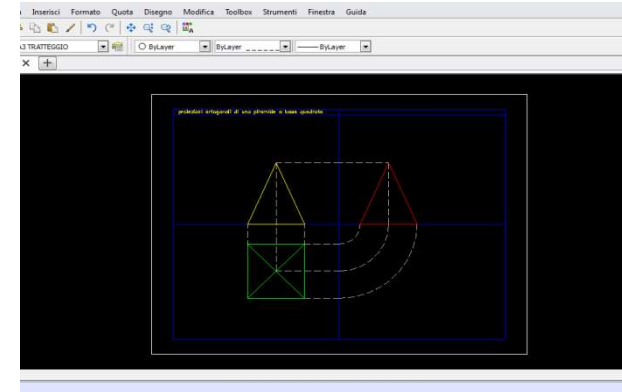 Inserisci Formato Quota Disegno Modifica Toolbox Strumenti Finestra Guida
A3 TRATTEGGIO ByLayer ByLayer ByLayer
proiezioni ortogonali di una piramide a base quadrata